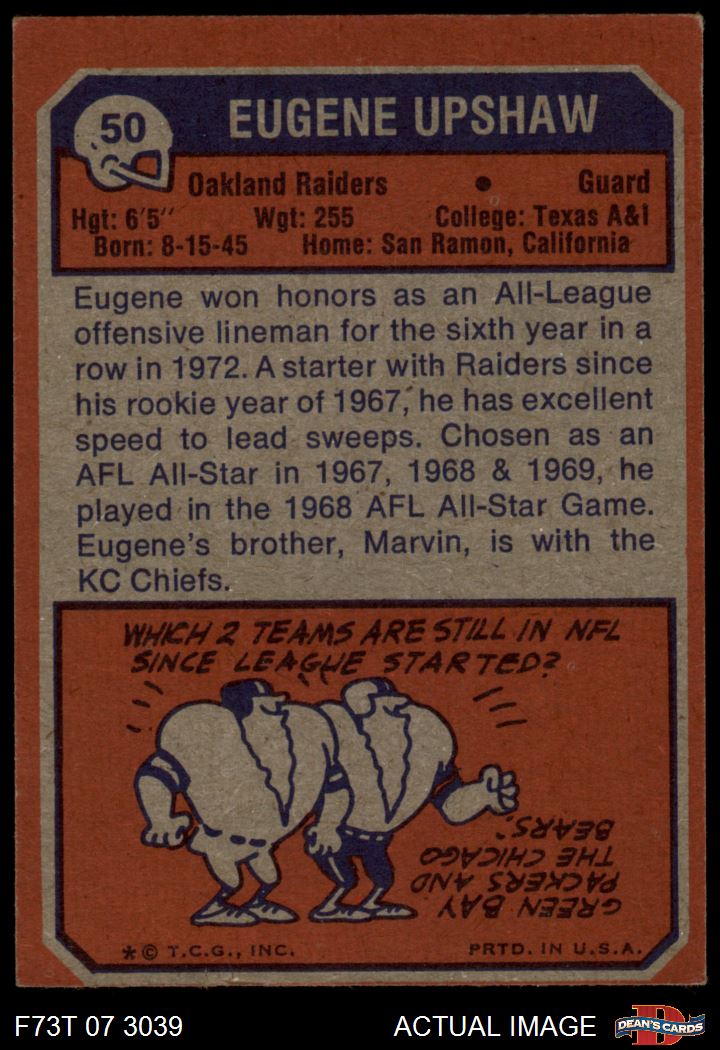 50
EUGENE UPSHAW
Oakland Raiders • Guard
Hgt: 6'5" Wgt: 255 College: Texas A&I
Born: 8-15-45 Home: San Ramon, California
Eugene won honors as an All-League
offensive lineman for the sixth year in a
row in 1972. A starter with Raiders since
his rookie year of 1967, he has excellent
speed to lead sweeps. Chosen as an
AFL All-Star in 1967, 1968 & 1969, he
played in the 1968 AFL All-Star Game.
Eugene's brother, Marvin, is with the
KC Chiefs.
WHICH 2 TEAMS ARE STILL IN NFL
SINCE LEAGUE STARTED?
GREEN BAY
PACKERS AND
THE CHICAGO
BEARS.
* © T.C.G., INC. PRTD. IN U.S.A.
F73T 07 3039 ACTUAL IMAGE
D
DEAN'S CARDS